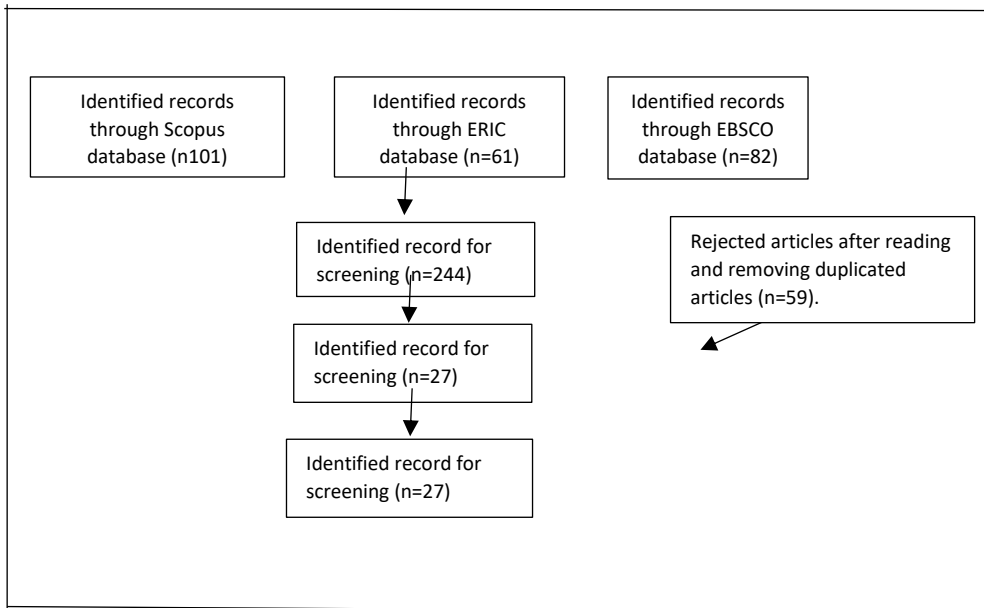 Identified records
through Scopus
database (n101)
Identified records
through ERIC
database (n=61)
Identified records
through EBSCO
database (n=82)
Identified record for
screening (n=244)
Rejected articles after reading
and removing duplicated
articles (n=59).
Identified record for
screening (n=27)
Identified record for
screening (n=27)